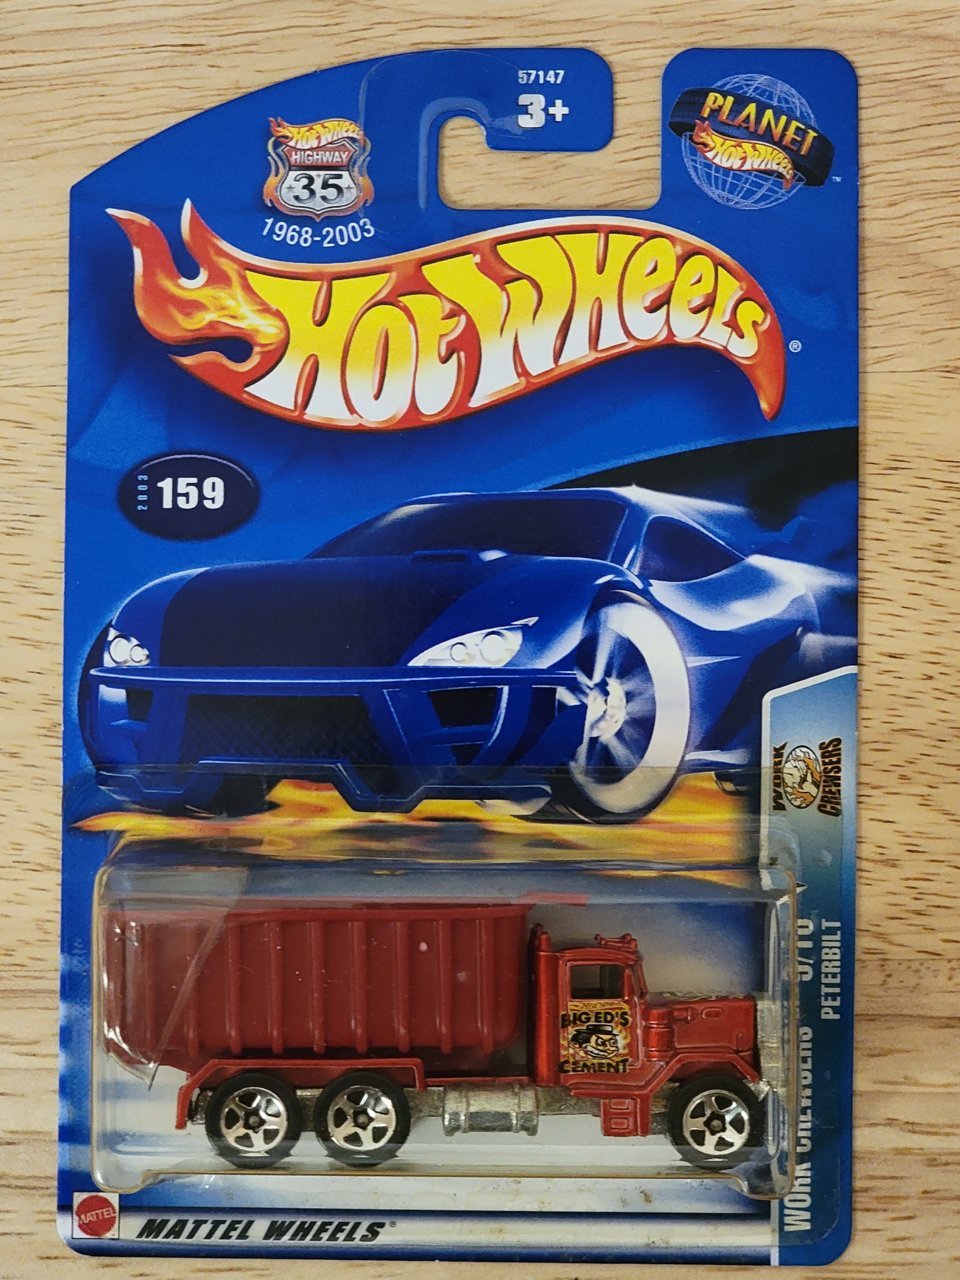 57147
3+
HOT WHEELS
HIGHWAY
35
1968-2003
PLANET
HOT WHEELS
™
HOT WHEELS
®
2003
159
WORK
CREWSERS
PETERBILT
WORK CREWSERS
BIG ED'S
CEMENT
MATTEL
MATTEL WHEELS®